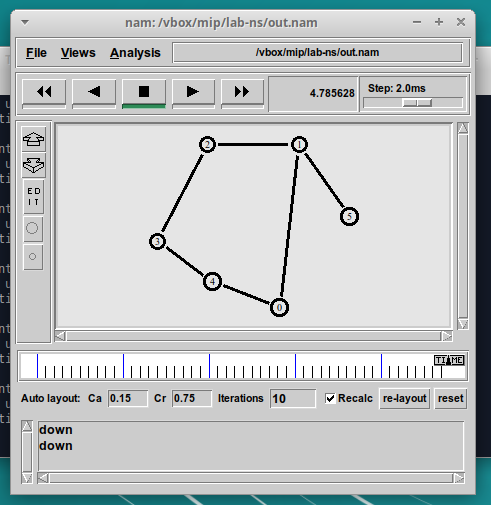 nam: /vbox/mip/lab-ns/out.nam
File Views Analysis /vbox/mip/lab-ns/out.nam
4.785628 Step: 2.0ms
ED
IT
2 1
5
3
4
0
TIME
Auto layout: Ca 0.15 Cr 0.75 Iterations 10 Recalc re-layout reset
down
down